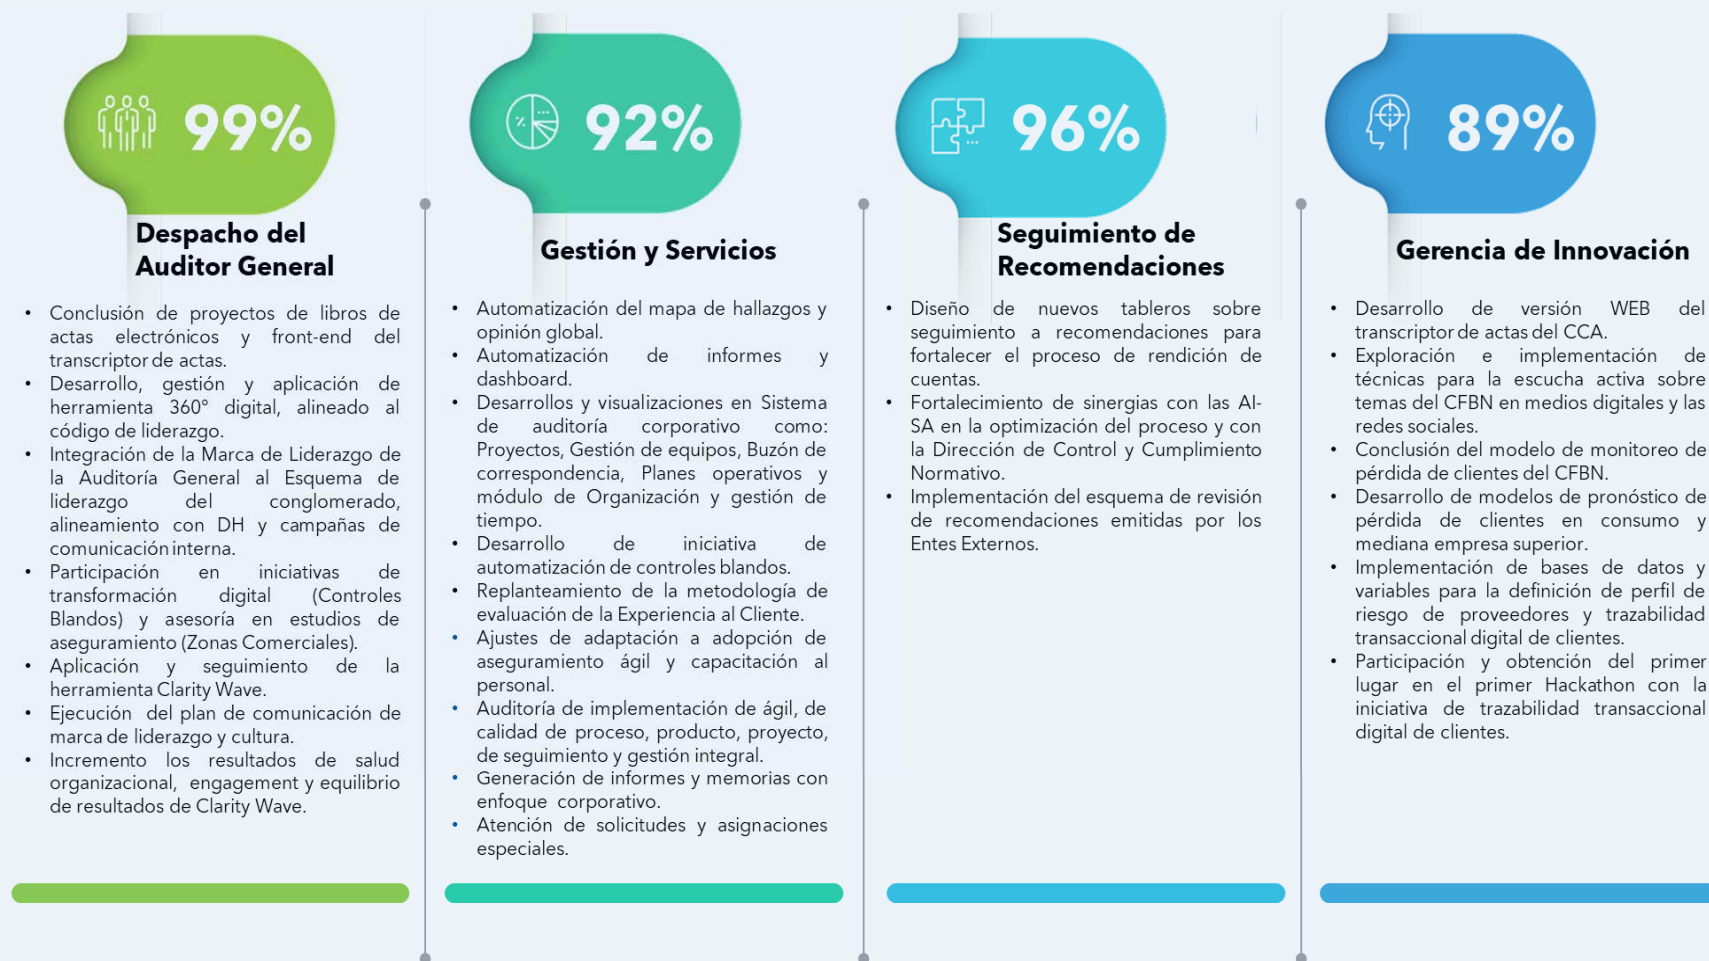 99%
Despacho del
Auditor General
• Conclusión de proyectos de libros de
actas electrónicos y front-end del
transcriptor de actas.
• Desarrollo, gestión y aplicación de
herramienta 360° digital, alineado al
código de liderazgo.
• Integración de la Marca de Liderazgo de
la Auditoría General al Esquema de
liderazgo del conglomerado,
alineamiento con DH y campañas de
comunicación interna.
• Participación en iniciativas de
transformación digital (Controles
Blandos) y asesoría en estudios de
aseguramiento (Zonas Comerciales).
• Aplicación y seguimiento de la
herramienta Clarity Wave.
• Ejecución del plan de comunicación de
marca de liderazgo y cultura.
• Incremento los resultados de salud
organizacional, engagement y equilibrio
de resultados de Clarity Wave.
92%
Gestión y Servicios
• Automatización del mapa de hallazgos y
opinión global.
• Automatización de informes y
dashboard.
• Desarrollos y visualizaciones en Sistema
de auditoría corporativo como:
Proyectos, Gestión de equipos, Buzón de
correspondencia, Planes operativos y
módulo de Organización y gestión de
tiempo.
• Desarrollo de iniciativa de
automatización de controles blandos.
• Replanteamiento de la metodología de
evaluación de la Experiencia al Cliente.
• Ajustes de adaptación a adopción de
aseguramiento ágil y capacitación al
personal.
• Auditoría de implementación de ágil, de
calidad de proceso, producto, proyecto,
de seguimiento y gestión integral.
• Generación de informes y memorias con
enfoque corporativo.
• Atención de solicitudes y asignaciones
especiales.
96%
Seguimiento de
Recomendaciones
• Diseño de nuevos tableros sobre
seguimiento a recomendaciones para
fortalecer el proceso de rendición de
cuentas.
• Fortalecimiento de sinergias con las AI-
SA en la optimización del proceso y con
la Dirección de Control y Cumplimiento
Normativo.
• Implementación del esquema de revisión
de recomendaciones emitidas por los
Entes Externos.
89%
Gerencia de Innovación
• Desarrollo de versión WEB del
transcriptor de actas del CCA.
• Exploración e implementación de
técnicas para la escucha activa sobre
temas del CFBN en medios digitales y las
redes sociales.
• Conclusión del modelo de monitoreo de
pérdida de clientes del CFBN.
• Desarrollo de modelos de pronóstico de
pérdida de clientes en consumo y
mediana empresa superior.
• Implementación de bases de datos y
variables para la definición de perfil de
riesgo de proveedores y trazabilidad
transaccional digital de clientes.
• Participación y obtención del primer
lugar en el primer Hackathon con la
iniciativa de trazabilidad transaccional
digital de clientes.